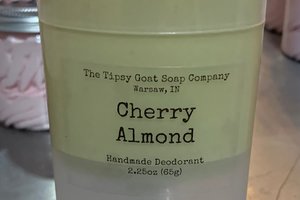 The Tipsy Goat Soap Company
Warsaw, IN
Cherry
Almond
Handmade Deodorant
2.25oz (65g)